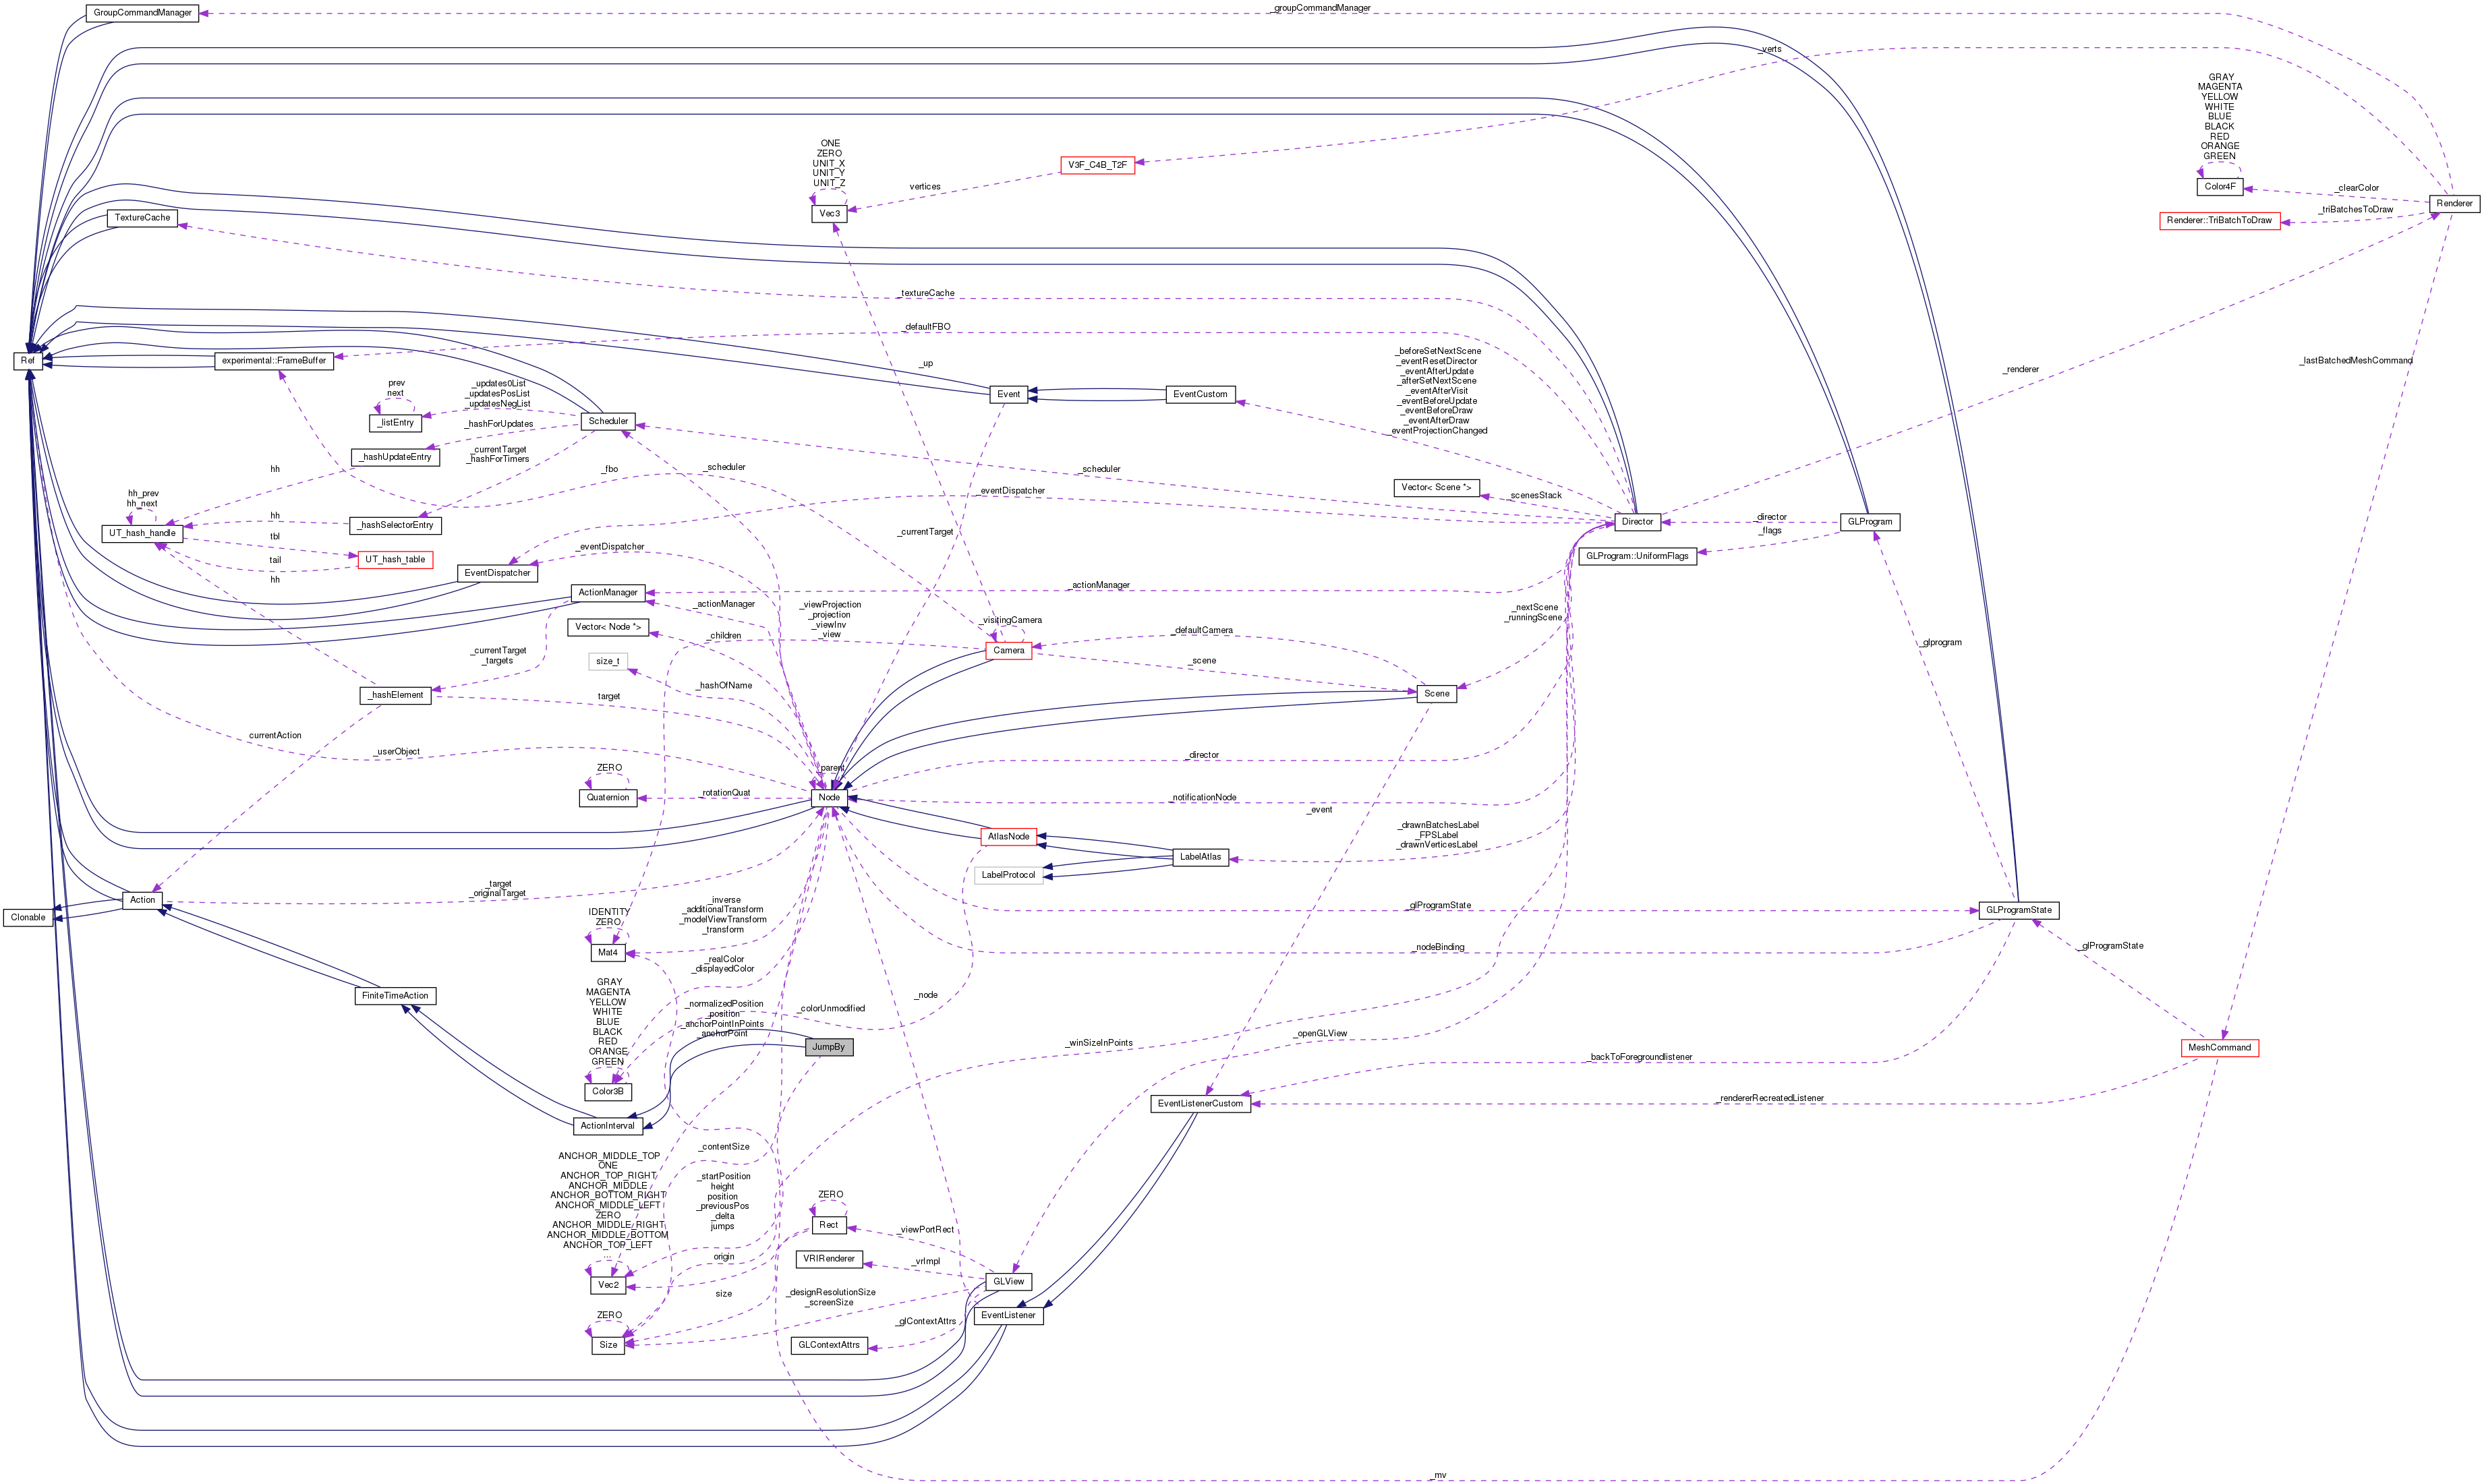 GroupCommandManager
_groupCommandManager
_verts
GRAY
MAGENTA
YELLOW
WHITE
BLUE
BLACK
RED
ORANGE
GREEN
ONE
ZERO
UNIT_X
UNIT_Y
UNIT_Z
V3F_C4B_T2F
vertices
Color4F
_clearColor
Renderer
TextureCache
Vec3
Renderer::TriBatchToDraw
_triBatchesToDraw
_textureCache
_defaultFBO
Ref
experimental::FrameBuffer
_up
_beforeSetNextScene
_eventResetDirector
_eventAfterUpdate
_afterSetNextScene
_eventAfterVisit
_eventBeforeUpdate
_eventBeforeDraw
_eventAfterDraw
_eventProjectionChanged
_renderer
_lastBatchedMeshCommand
prev
next
_updates0List
_updatesPosList
_updatesNegList
Event
EventCustom
_listEntry
Scheduler
_hashForUpdates
_hashUpdateEntry
_currentTarget
_hashForTimers
hh
_fbo
_scheduler
_scheduler
Vector< Scene *>
_scenesStack
hh_prev
hh_next
_eventDispatcher
hh
_hashSelectorEntry
UT_hash_handle
_currentTarget
Director
_director
GLProgram
_flags
tbl
_eventDispatcher
UT_hash_table
GLProgram::UniformFlags
tail
hh
EventDispatcher
ActionManager
_actionManager
_actionManager
_viewProjection
_projection
_viewInv
_view
_nextScene
_runningScene
Vector< Node *>
_children
_visitingCamera
_defaultCamera
_glprogram
_currentTarget
_targets
size_t
Camera
_scene
_hashOfName
_hashElement
target
Scene
currentAction
_userObject
_director
ZERO
_parent
Quaternion
_rotationQuat
Node
_notificationNode
_event
AtlasNode
_drawnBatchesLabel
_FPSLabel
_drawnVerticesLabel
LabelAtlas
LabelProtocol
_target
_originalTarget
Action
Clonable
IDENTITY
ZERO
_inverse
_additionalTransform
_modelViewTransform
_transform
_glProgramState
GLProgramState
Mat4
_nodeBinding
_glProgramState
_realColor
_displayedColor
FiniteTimeAction
GRAY
MAGENTA
YELLOW
WHITE
BLUE
BLACK
RED
ORANGE
GREEN
_normalizedPosition
_position
_anchorPointInPoints
_anchorPoint
_colorUnmodified
_node
_openGLView
JumpBy
_winSizeInPoints
_backToForegroundlistener
MeshCommand
Color3B
_rendererRecreatedListener
EventListenerCustom
ActionInterval
_contentSize
ANCHOR_MIDDLE_TOP
ONE
ANCHOR_TOP_RIGHT
ANCHOR_MIDDLE
ANCHOR_BOTTOM_RIGHT
ANCHOR_MIDDLE_LEFT
ZERO
ANCHOR_MIDDLE_RIGHT
ANCHOR_MIDDLE_BOTTOM
ANCHOR_TOP_LEFT
...
_startPosition
height
position
_previousPos
_delta
jumps
ZERO
Rect
_viewPortRect
origin
VRIRenderer
_vrImpl
Vec2
GLView
size
_designResolutionSize
_screenSize
ZERO
EventListener
_glContextAttrs
Size
GLContextAttrs
_mv